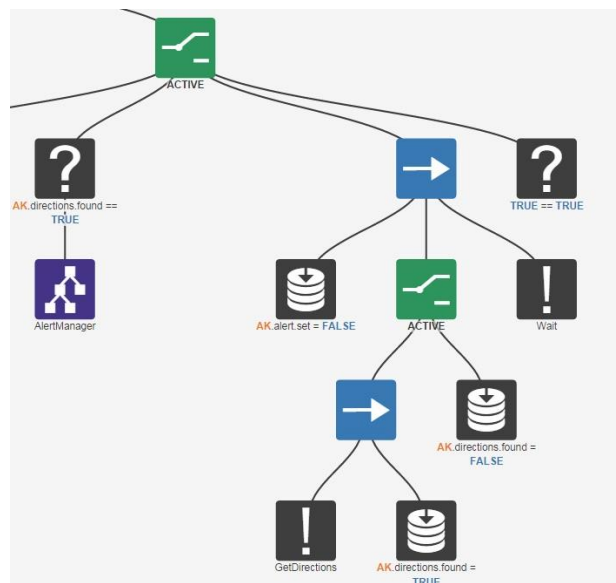 ACTIVE
AK.directions.found ==
TRUE
TRUE == TRUE
AlertManager
AK.alert.set = FALSE
ACTIVE
Wait
AK.directions.found =
FALSE
GetDirections
AK.directions.found =
TRUE